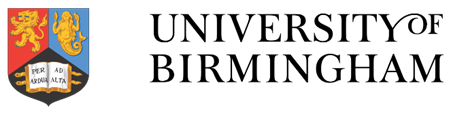 PER AD
ARDUA ALTA
UNIVERSITY OF
BIRMINGHAM